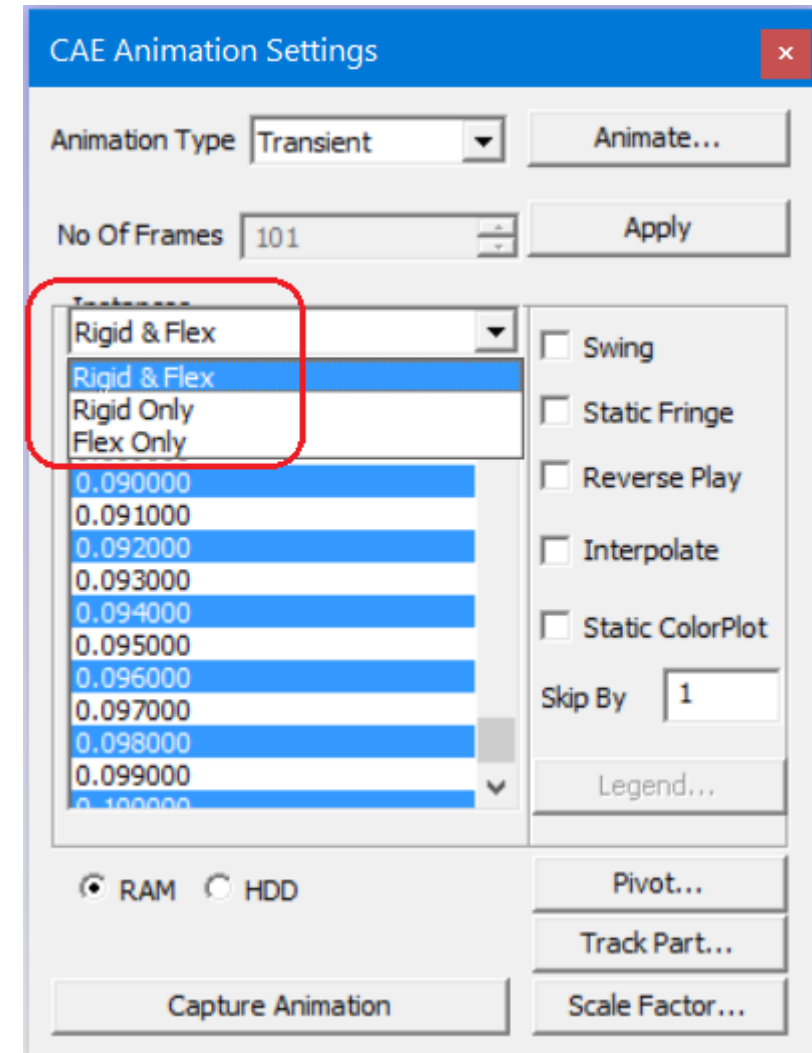 CAE Animation Settings
x
Animation Type Transient Animate...
No Of Frames 101 Apply
Instances
Rigid & Flex
Rigid & Flex
Rigid Only
Flex Only
0.090000
0.091000
0.092000
0.093000
0.094000
0.095000
0.096000
0.097000
0.098000
0.099000
0.100000
Swing
Static Fringe
Reverse Play
Interpolate
Static ColorPlot
Skip By 1
Legend...
RAM HDD
Pivot...
Track Part...
Capture Animation
Scale Factor...